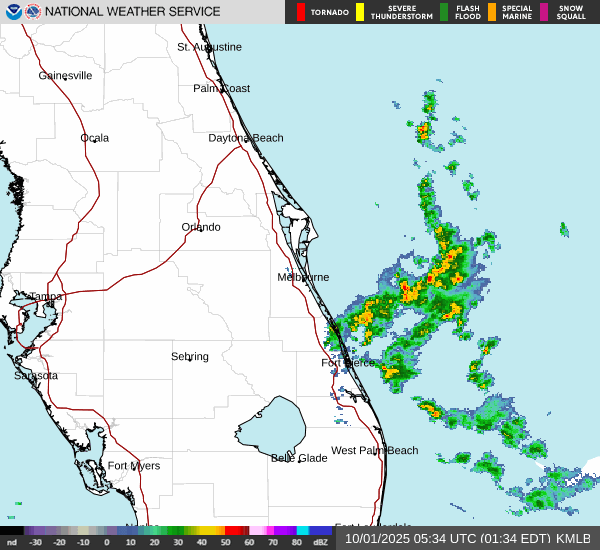 NATIONAL WEATHER SERVICE
TORNADO
SEVERE THUNDERSTORM
FLASH FLOOD
SPECIAL MARINE
SNOW SQUALL
St. Augustine
Gainesville
Palm Coast
Ocala
Daytona Beach
Orlando
Melbourne
Tampa
Sebring
Fort Pierce
Sarasota
West Palm Beach
Belle Glade
Fort Myers
nd -30 -20 -10 0 10 20 30 40 50 60 70 80 dBZ
10/01/2025 05:34 UTC (01:34 EDT) KMLB